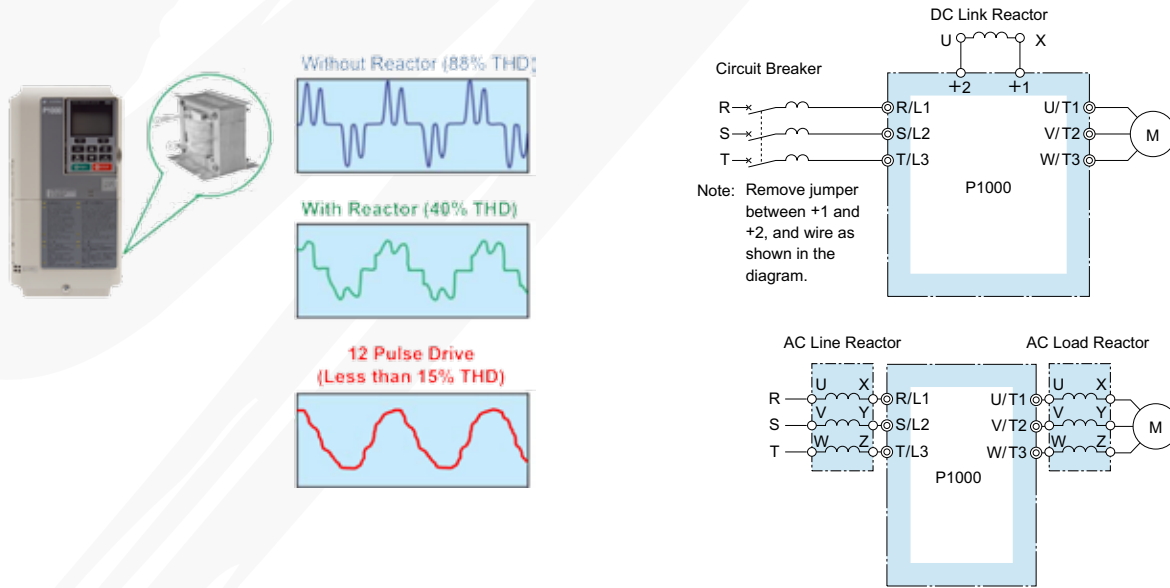 Without Reactor (88% THD)
With Reactor (40% THD)
12 Pulse Drive
(Less than 15% THD)
DC Link Reactor
U X
Circuit Breaker
+2 +1
R R/L1 U/T1
S S/L2 V/T2 M
T T/L3 W/T3
P1000
Note: Remove jumper
between +1 and
+2, and wire as
shown in the
diagram.
AC Line Reactor AC Load Reactor
U X U X
R R/L1 U/T1
V Y V Y
S S/L2 V/T2 M
W Z W Z
T T/L3 W/T3
P1000